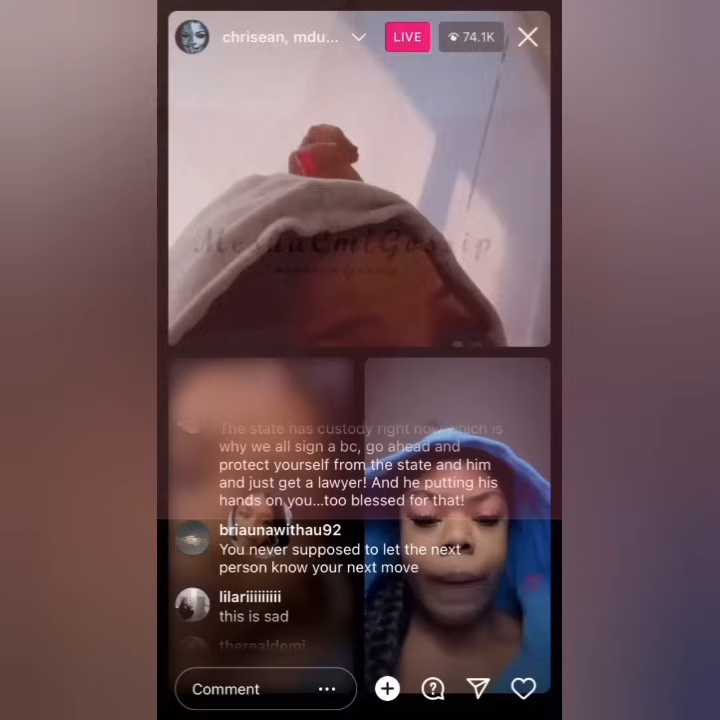 chrisean, mdu...
LIVE
74.1K
MessiaEmiGossip
The state has custody right now, which is
why we all sign a bc, go ahead and
protect yourself from the state and him
and just get a lawyer! And he putting his
hands on you...too blessed for that!
briaunawithau92
You never supposed to let the next
person know your next move
lilariiiiiiiii
this is sad
therealdemi
Comment